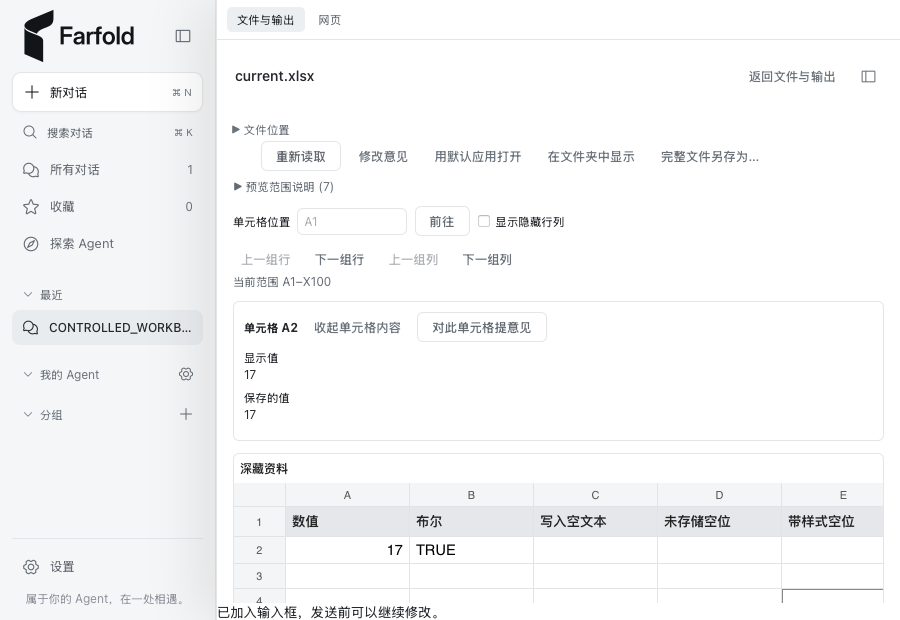 Farfold
新对话 ⌘ N
搜索对话 ⌘ K
所有对话 1
收藏 0
探索 Agent
最近
CONTROLLED_WORKB...
我的 Agent
分组
设置
属于你的 Agent，在一处相遇。
文件与输出 网页
current.xlsx 返回文件与输出
文件位置
重新读取 修改意见 用默认应用打开 在文件夹中显示 完整文件另存为...
预览范围说明 (7)
单元格位置 A1 前往 显示隐藏行列
上一组行 下一组行 上一组列 下一组列
当前范围 A1–X100
单元格 A2 收起单元格内容 对此单元格提意见
显示值
17
保存的值
17
深藏资料
A B C D E
1 数值 布尔 写入空文本 未存储空位 带样式空位
2 17 TRUE
3
4
已加入输入框，发送前可以继续修改。